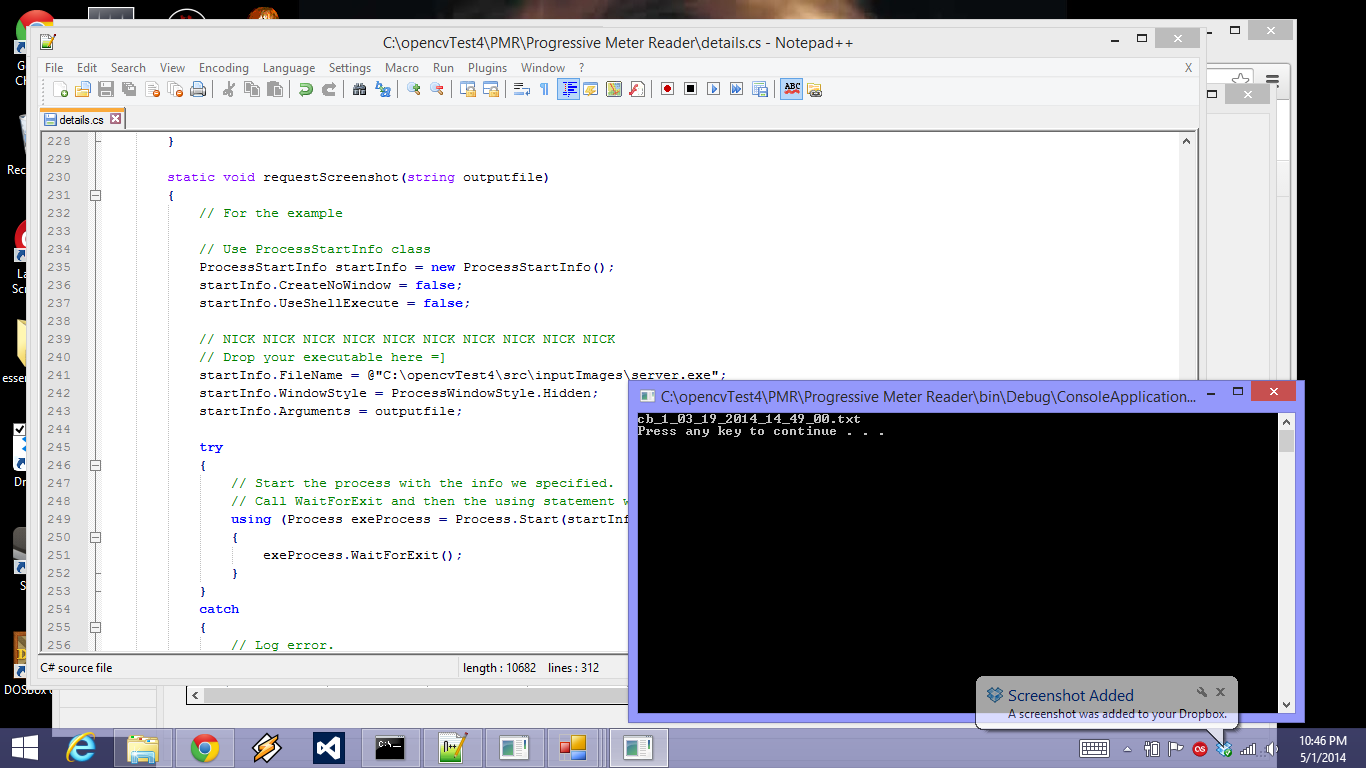 C:\opencvTest4\PMR\Progressive Meter Reader\details.cs - Notepad++
File Edit Search View Encoding Language Settings Macro Run Plugins Window ? X
details.cs
228 }
229
230 static void requestScreenshot(string outputfile)
231 {
232 // For the example
233
234 // Use ProcessStartInfo class
235 ProcessStartInfo startInfo = new ProcessStartInfo();
236 startInfo.CreateNoWindow = false;
237 startInfo.UseShellExecute = false;
238
239 // NICK NICK NICK NICK NICK NICK NICK NICK NICK NICK
240 // Drop your executable here =]
241 startInfo.FileName = @"C:\opencvTest4\src\inputImages\server.exe";
242 startInfo.WindowStyle = ProcessWindowStyle.Hidden;
243 startInfo.Arguments = outputfile;
244
245 try
246 {
247 // Start the process with the info we specified.
248 // Call WaitForExit and then the using statement w
249 using (Process exeProcess = Process.Start(startInf
250 {
251 exeProcess.WaitForExit();
252 }
253 }
254 catch
255 {
256 // Log error.
C# source file length : 10682 lines : 312
C:\opencvTest4\PMR\Progressive Meter Reader\bin\Debug\ConsoleApplication...
cb_1_03_19_2014_14_49_00.txt
Press any key to continue . . .
Screenshot Added
A screenshot was added to your Dropbox.
10:46 PM
5/1/2014